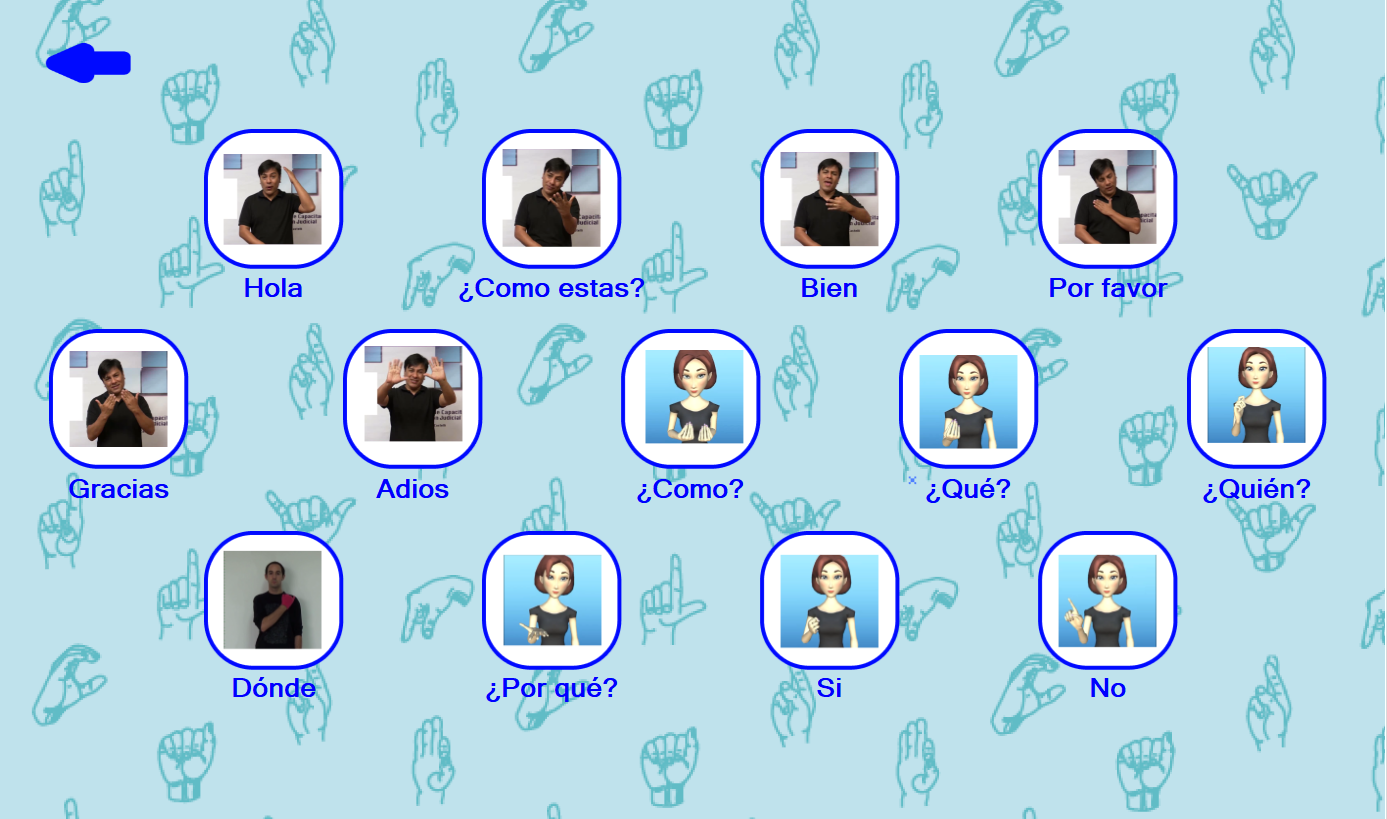 Hola
¿Como estas?
Bien
Por favor
Gracias
Adios
¿Como?
¿Qué?
¿Quién?
Dónde
¿Por qué?
Si
No